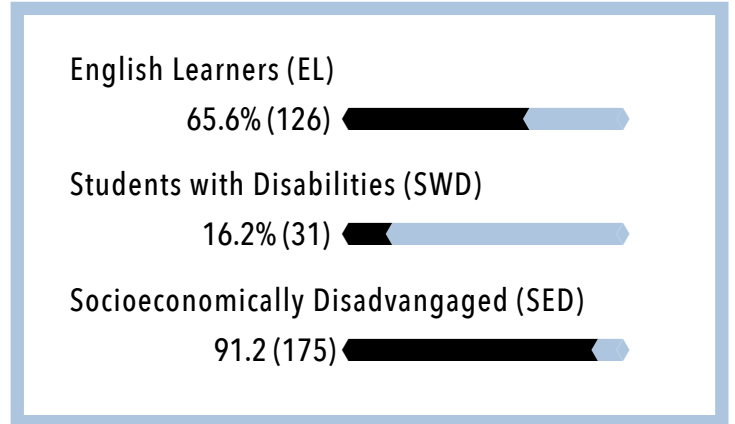 English Learners (EL)
65.6% (126)
Students with Disabilities (SWD)
16.2% (31)
Socioeconomically Disadvangaged (SED)
91.2 (175)